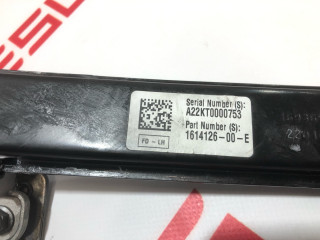 Serial Number (S):
A22KT0000753
Part Number (S):
1614126-00-E
FD - LH